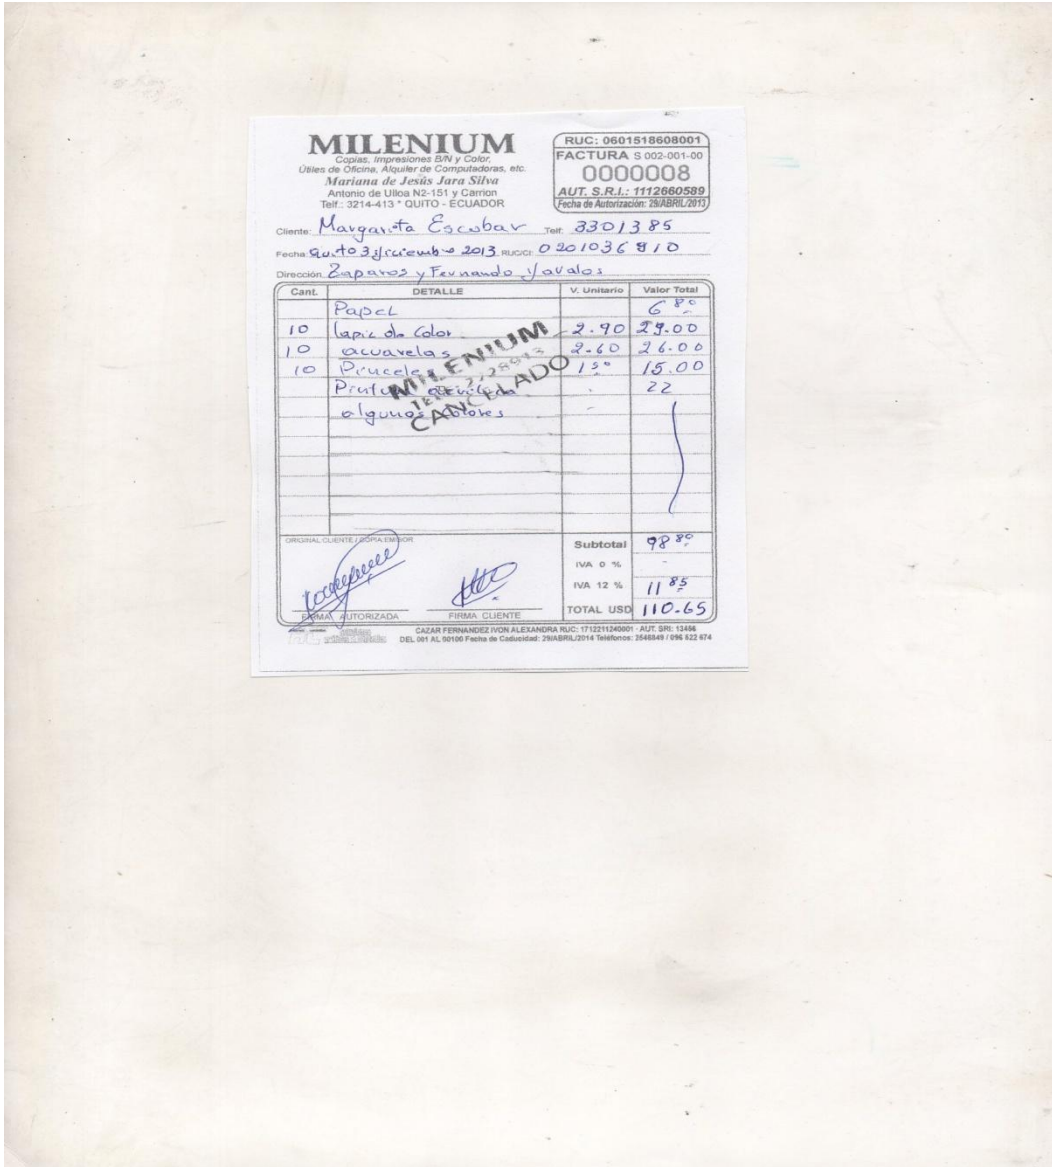 MILENIUM
Copias, Impresiones B/N y Color,
Útiles de Oficina, Alquiler de Computadoras, etc.
Mariana de Jesús Jara Silva
Antonio de Ulloa N2-151 y Carrion
Telf.: 3214-413 * QUITO - ECUADOR
RUC: 0601518608001
FACTURA S 002-001-00
0000008
AUT. S.R.I.: 1112660589
Fecha de Autorización: 29/ABRIL/2013
Cliente: Margarita Escobar Telf: 3301385
Fecha: Quito 3 diciembre 2013 RUC/CI: 0201036810
Dirección Zaparos y Fernando Davalos
Cant. DETALLE V. Unitario Valor Total
Papel 6 80
10 lapiz de color 2.90 29.00
10 acuarelas 2.60 26.00
10 Pincele 1 50 15.00
22
algunos colores
MILENIUM
CANCELADO
ORIGINAL CLIENTE / COPIA EMISOR
Subtotal 98 80
IVA 0 % -
IVA 12 % 11 85
TOTAL USD 110.65
FIRMA AUTORIZADA FIRMA CLIENTE
CAZAR FERNANDEZ IVON ALEXANDRA RUC: 1712211240001 - AUT. SRI: 13486
DEL 001 AL 00100 Fecha de Caducidad: 29/ABRIL/2014 Teléfonos: 2546849 / 096 622 674